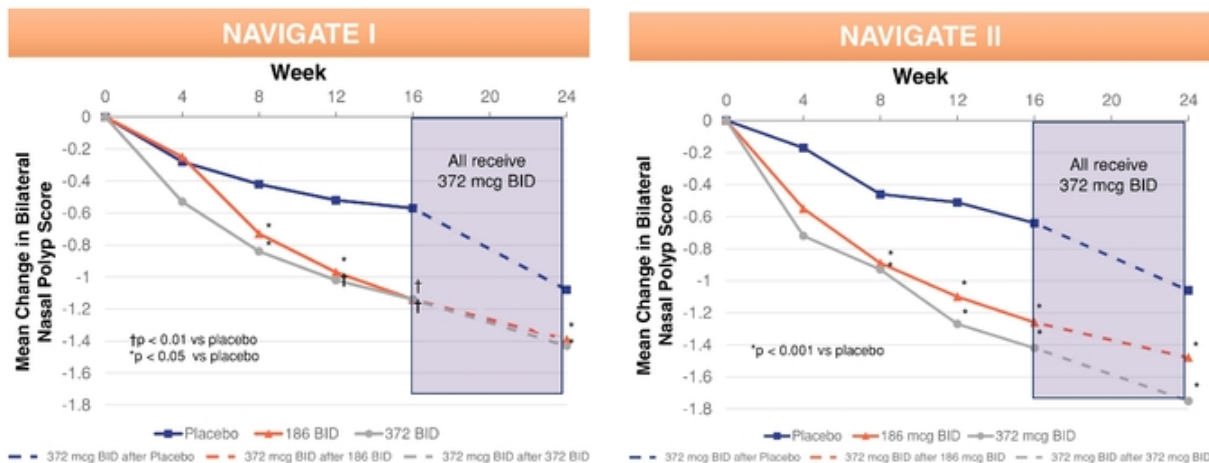 NAVIGATE I
Week
0 4 8 12 16 20 24
0
-0.2
-0.4
-0.6
-0.8
-1
-1.2
-1.4
-1.6
-1.8
Mean Change in Bilateral
Nasal Polyp Score
All receive
372 mcg BID
*
*
*
‡
†
†
*
*
†p < 0.01 vs placebo
*p < 0.05 vs placebo
Placebo 186 BID 372 BID
372 mcg BID after Placebo 372 mcg BID after 186 BID 372 mcg BID after 372 BID
NAVIGATE II
Week
0 4 8 12 16 20 24
0
-0.2
-0.4
-0.6
-0.8
-1
-1.2
-1.4
-1.6
-1.8
Mean Change in Bilateral
Nasal Polyp Score
All receive
372 mcg BID
*
*
*
*
*
*
*
*
*p < 0.001 vs placebo
Placebo 186 mcg BID 372 mcg BID
372 mcg BID after Placebo 372 mcg BID after 186 mcg BID 372 mcg BID after 372 mcg BID